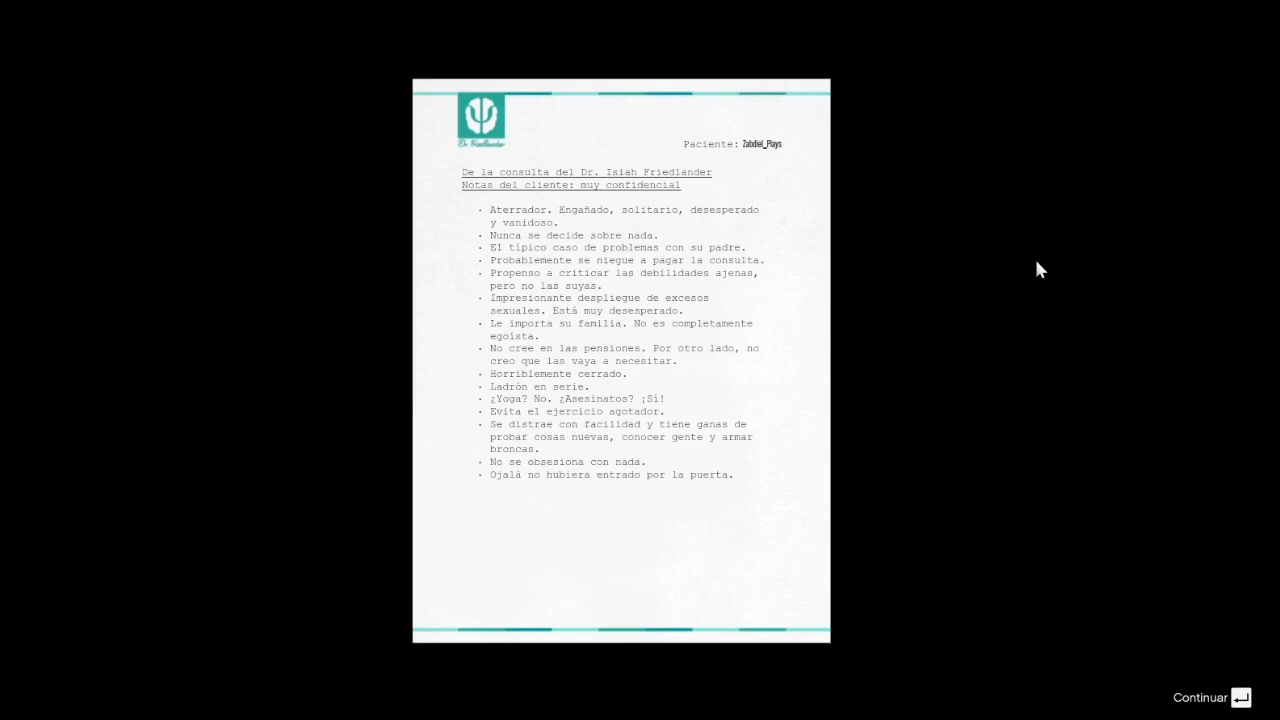 Dr. Friedlander
Paciente: Zabdiel_Plays
De la consulta del Dr. Isiah Friedlander
Notas del cliente: muy confidencial
· Aterrador. Engañado, solitario, desesperado
y vanidoso.
· Nunca se decide sobre nada.
· El típico caso de problemas con su padre.
· Probablemente se niegue a pagar la consulta.
· Propenso a criticar las debilidades ajenas,
pero no las suyas.
· Impresionante despliegue de excesos
sexuales. Está muy desesperado.
· Le importa su familia. No es completamente
egoísta.
· No cree en las pensiones. Por otro lado, no
creo que las vaya a necesitar.
· Horriblemente cerrado.
· Ladrón en serie.
· ¿Yoga? No. ¿Asesinatos? ¡Sí!
· Evita el ejercicio agotador.
· Se distrae con facilidad y tiene ganas de
probar cosas nuevas, conocer gente y armar
broncas.
· No se obsesiona con nada.
· Ojalá no hubiera entrado por la puerta.
Continuar